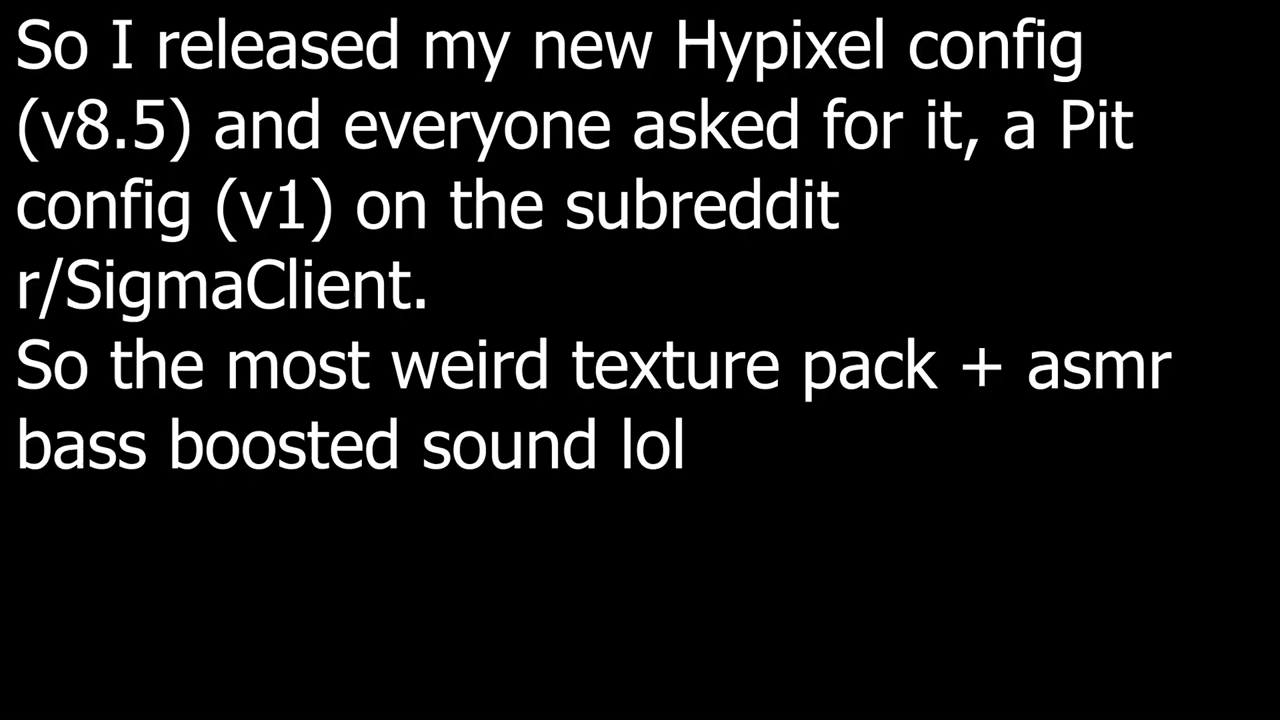 So I released my new Hypixel config
(v8.5) and everyone asked for it, a Pit
config (v1) on the subreddit
r/SigmaClient.
So the most weird texture pack + asmr
bass boosted sound lol